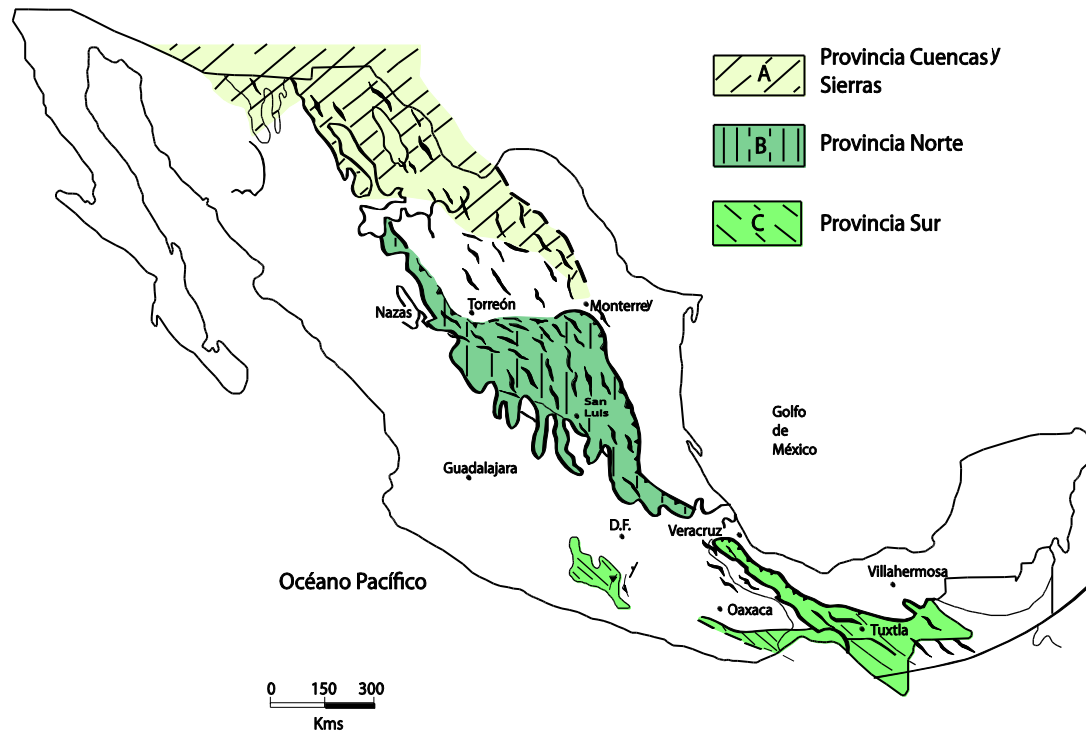 A
Provincia Cuencas y
Sierras
B
Provincia Norte
C
Provincia Sur
Nazas
Torreón
Monterrey
San
Luis
Golfo
de
México
Guadalajara
D.F.
Veracruz
Océano Pacífico
Villahermosa
Oaxaca
Tuxtla
0 150 300
Kms